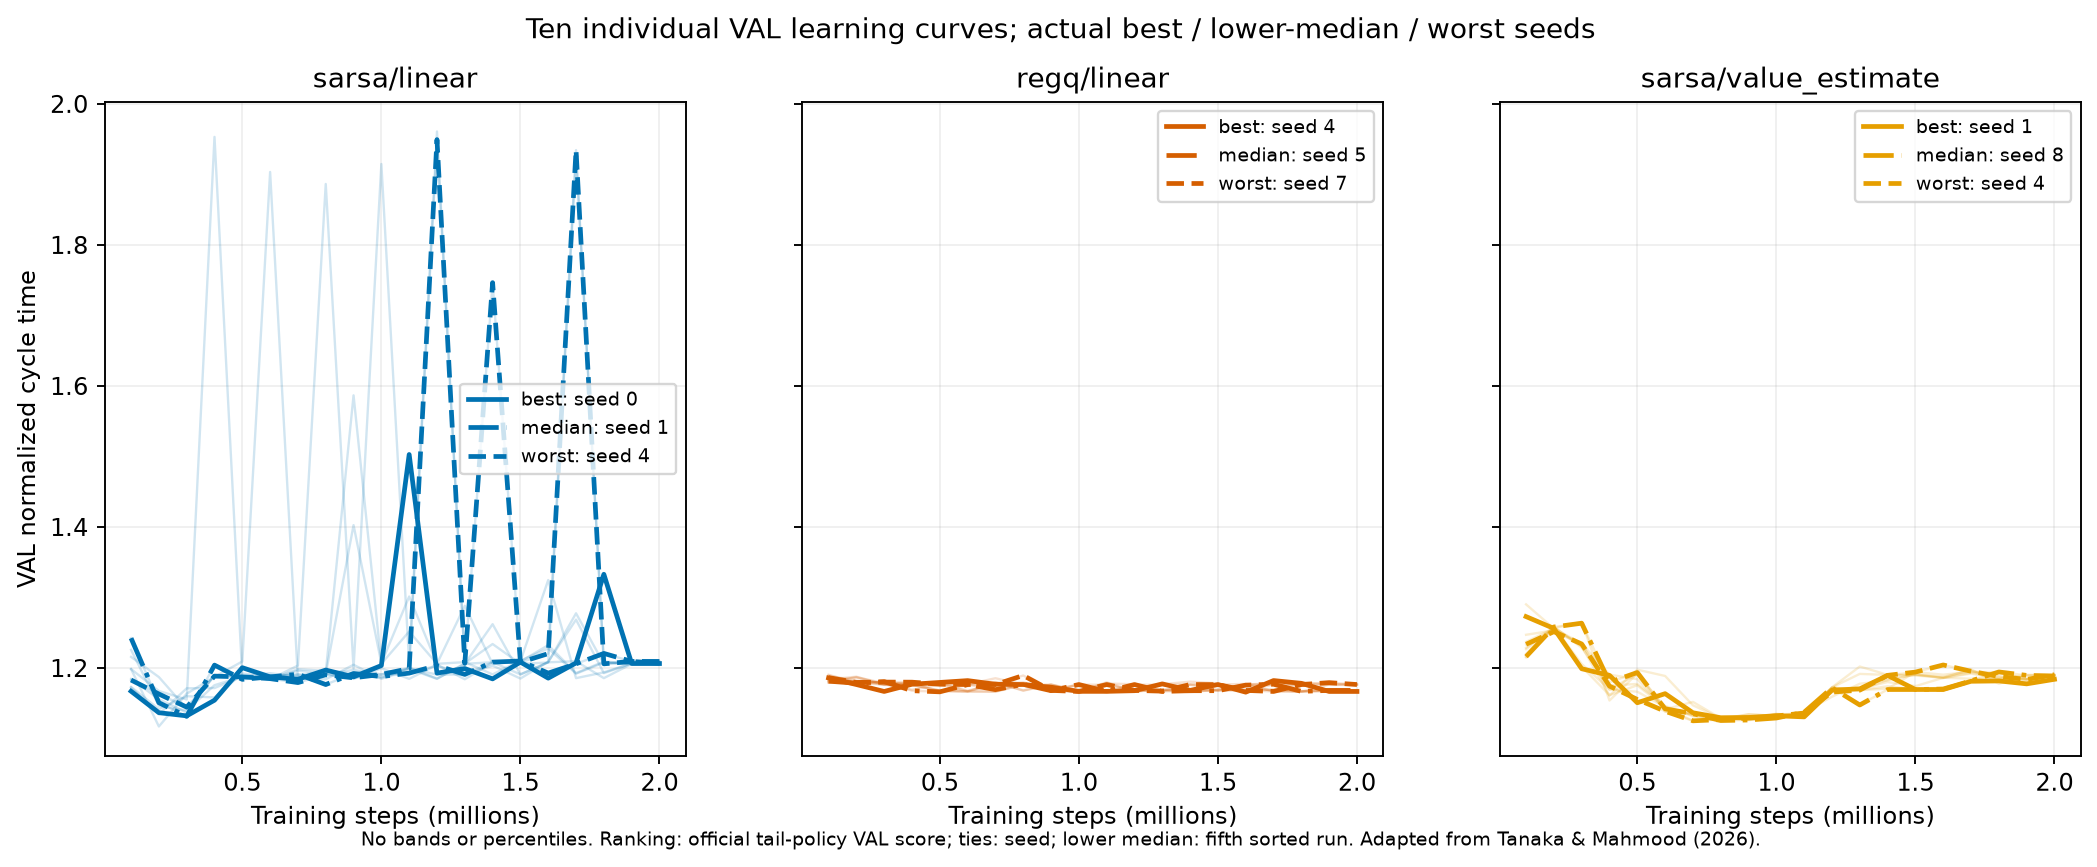 Ten individual VAL learning curves; actual best / lower-median / worst seeds
sarsa/linear
regq/linear
sarsa/value_estimate
VAL normalized cycle time
2.0
1.8
1.6
1.4
1.2
best: seed 0
median: seed 1
worst: seed 4
best: seed 4
median: seed 5
worst: seed 7
best: seed 1
median: seed 8
worst: seed 4
0.5 1.0 1.5 2.0
0.5 1.0 1.5 2.0
0.5 1.0 1.5 2.0
Training steps (millions)
Training steps (millions)
Training steps (millions)
No bands or percentiles. Ranking: official tail-policy VAL score; ties: seed; lower median: fifth sorted run. Adapted from Tanaka & Mahmood (2026).